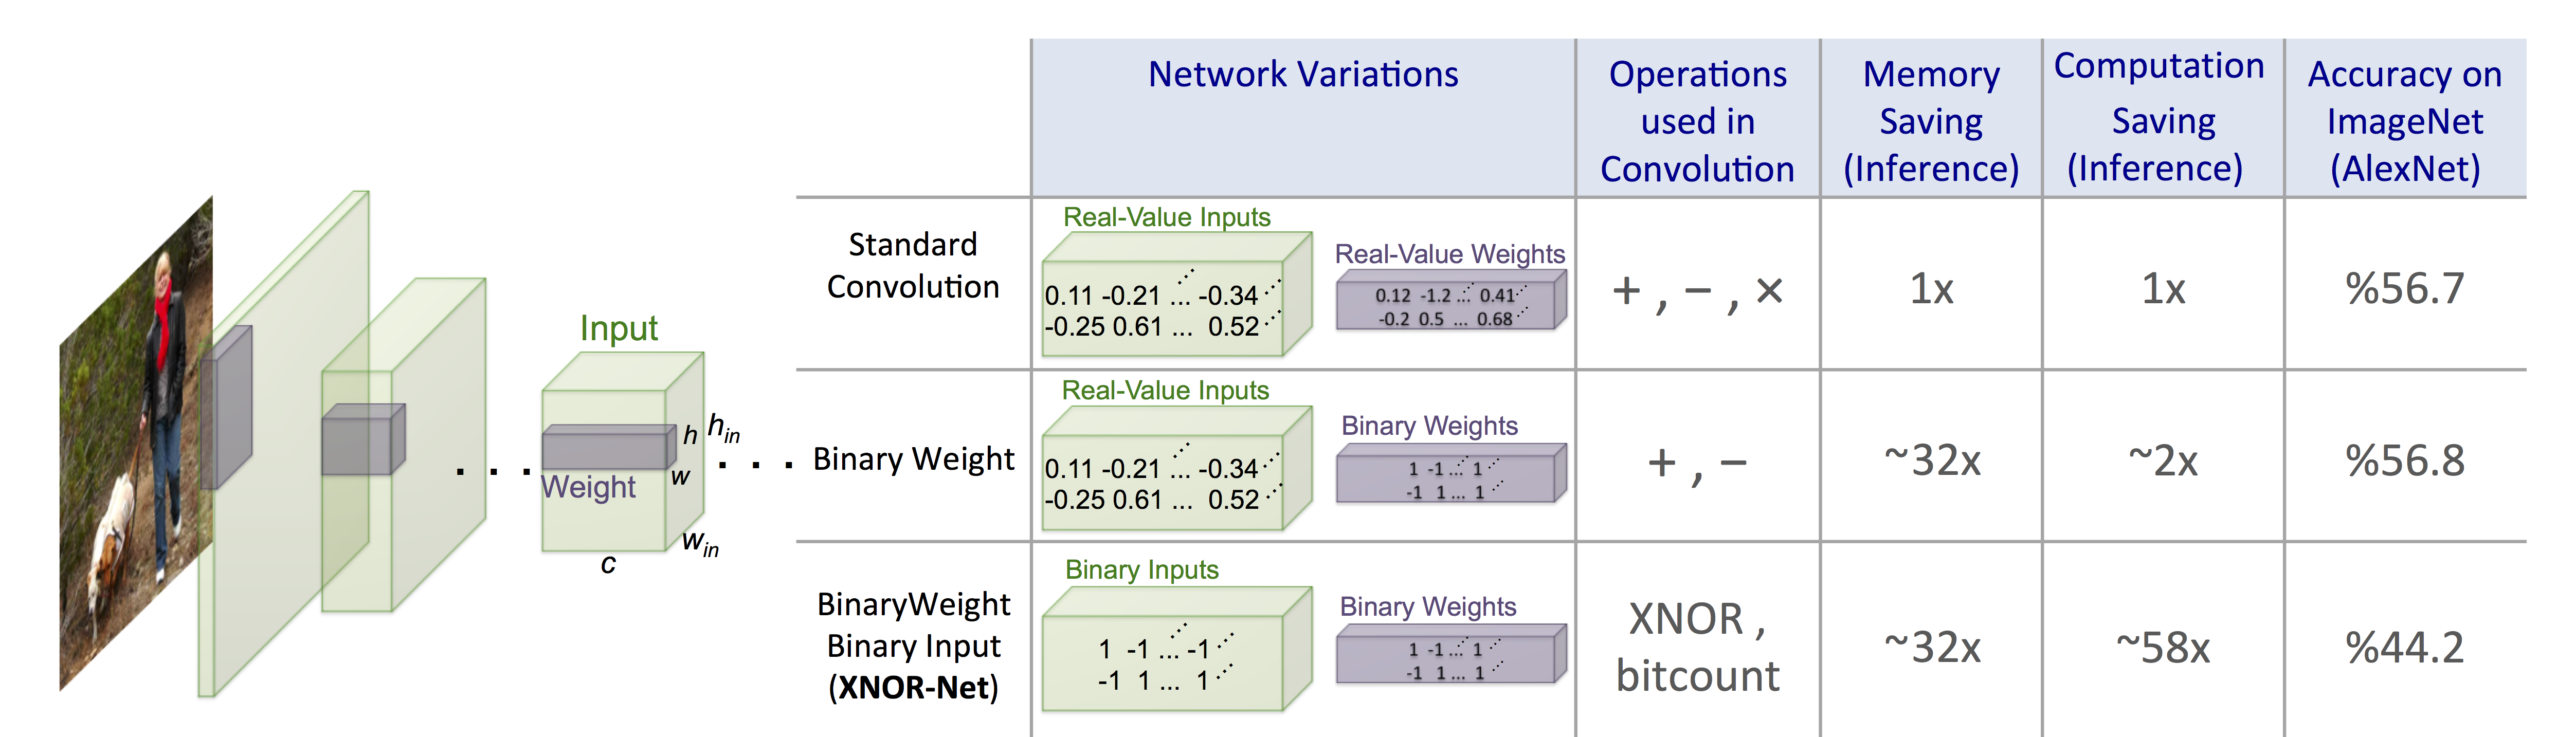 Network Variations
Operations
used in
Convolution
Memory
Saving
(Inference)
Computation
Saving
(Inference)
Accuracy on
ImageNet
(AlexNet)
Input
h
h_in
w
Weight
w_in
c
. . .
. . .
Standard
Convolution
Real-Value Inputs
0.11 -0.21 ... -0.34
-0.25 0.61 ... 0.52
Real-Value Weights
0.12 -1.2 ... 0.41
-0.2 0.5 ... 0.68
+ , − , ×
1x
1x
%56.7
Binary Weight
Real-Value Inputs
0.11 -0.21 ... -0.34
-0.25 0.61 ... 0.52
Binary Weights
1 -1 ... 1
-1 1 ... 1
+ , −
~32x
~2x
%56.8
BinaryWeight
Binary Input
(XNOR-Net)
Binary Inputs
1 -1 ... -1
-1 1 ... 1
Binary Weights
1 -1 ... 1
-1 1 ... 1
XNOR ,
bitcount
~32x
~58x
%44.2